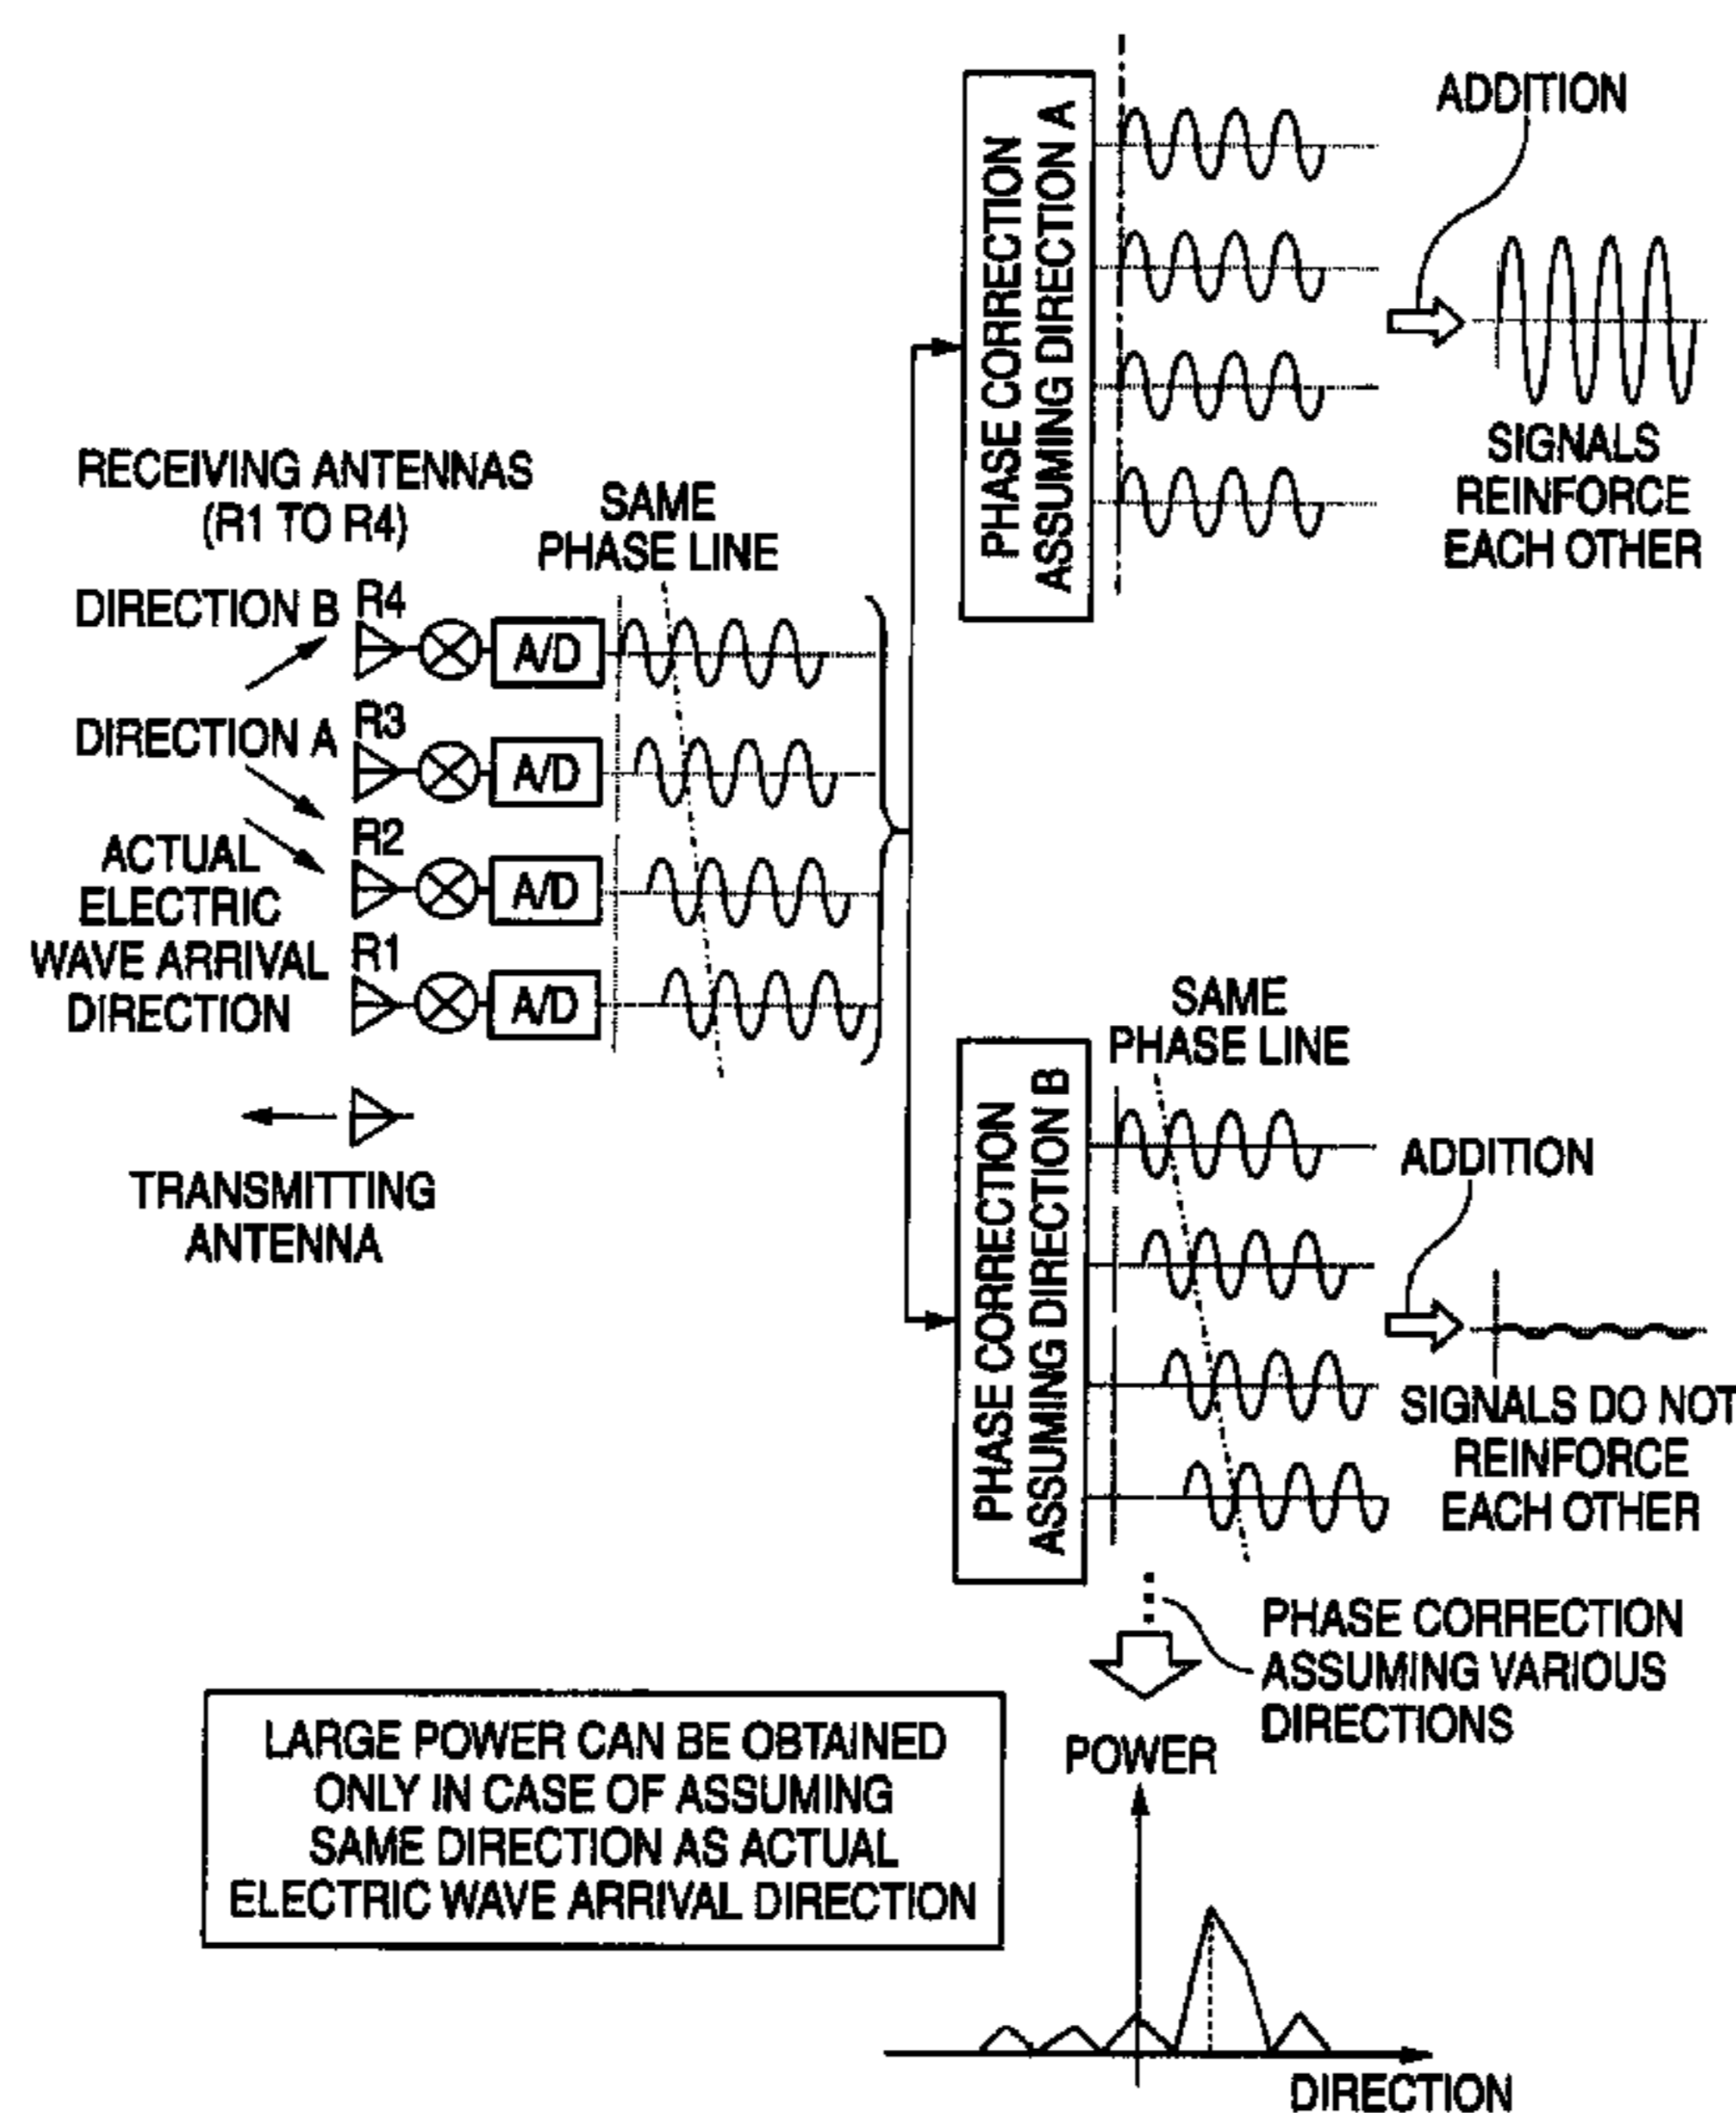 RECEIVING ANTENNAS
(R1 TO R4)
SAME
PHASE LINE
DIRECTION B
R4
A/D
DIRECTION A
R3
A/D
R2
A/D
ACTUAL
ELECTRIC
WAVE ARRIVAL
DIRECTION
R1
A/D
TRANSMITTING
ANTENNA
PHASE CORRECTION
ASSUMING DIRECTION A
ADDITION
SIGNALS
REINFORCE
EACH OTHER
PHASE CORRECTION
ASSUMING DIRECTION B
SAME
PHASE LINE
ADDITION
SIGNALS DO NOT
REINFORCE
EACH OTHER
PHASE CORRECTION
ASSUMING VARIOUS
DIRECTIONS
LARGE POWER CAN BE OBTAINED
ONLY IN CASE OF ASSUMING
SAME DIRECTION AS ACTUAL
ELECTRIC WAVE ARRIVAL DIRECTION
POWER
DIRECTION